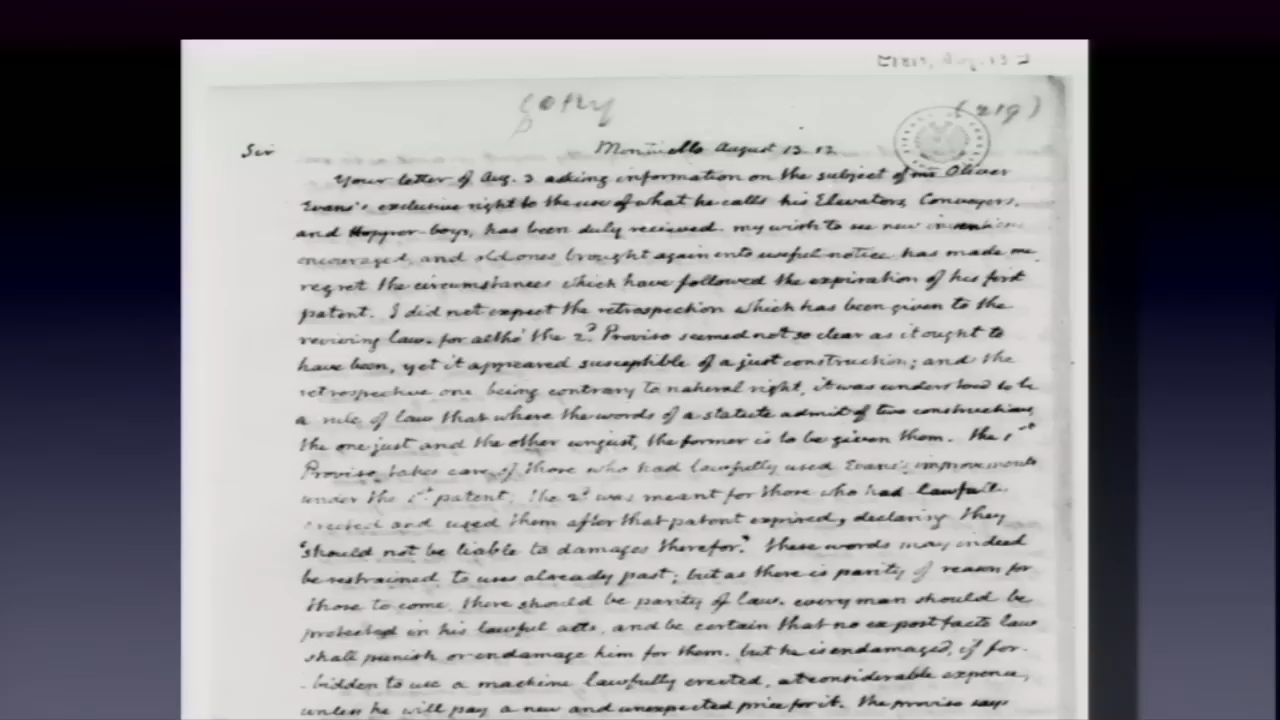 copy
(219)
Sir
Monticello August 13. 13.
Your letter of Aug. 3 asking information on the subject of mr Oliver
Evans's exclusive right to the use of what he calls his Elevators, Conveyers,
and Hopper-boys, has been duly recieved. my wish to see new inventions
encouraged, and old ones brought again into useful notice, has made me
regret the circumstances which have followed the expiration of his first
patent. I did not expect the retrospection which has been given to the
reviving law. for altho' the 2d. Proviso seemed not so clear as it ought to
have been, yet it appeared susceptible of a just construction; and the
retrospective one being contrary to natural right, it was understood to be
a rule of law that where the words of a statute admit of two constructions,
the one just and the other unjust, the former is to be given them. the 1st
Proviso takes care of those who had lawfully used Evans's improvements
under the 1st patent. the 2d was meant for those who had lawfully
erected and used them after that patent expired, declaring they
'should not be liable to damages therefor.' these words may indeed
be restrained to uses already past; but as there is parity of reason for
those to come, there should be parity of law. every man should be
protected in his lawful acts, and be certain that no ex post facto law
shall punish or endamage him for them. but he is endamaged, if for-
-bidden to use a machine lawfully erected, at considerable expence,
unless he will pay a new and unexpected price for it. the proviso says